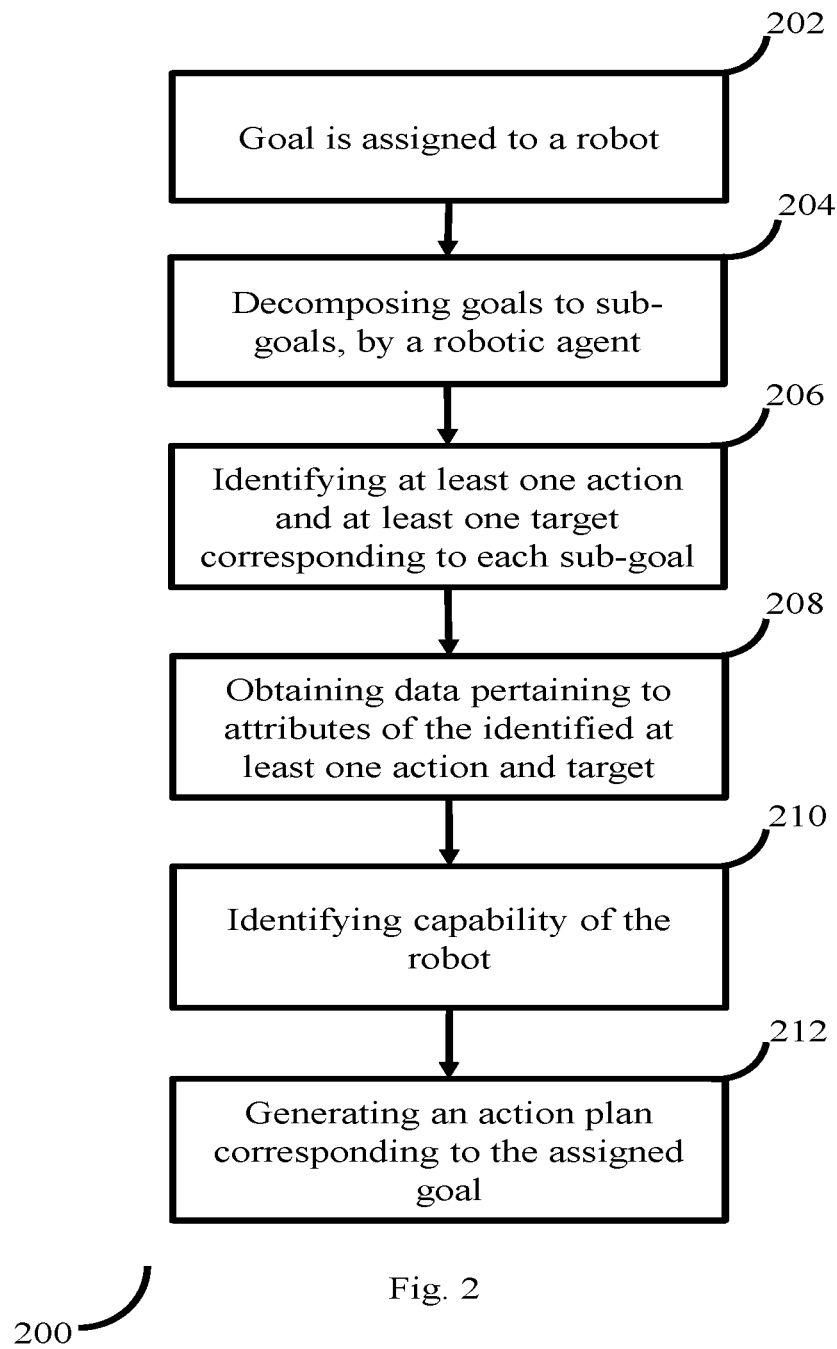 202
Goal is assigned to a robot
204
Decomposing goals to sub-
goals, by a robotic agent
206
Identifying at least one action
and at least one target
corresponding to each sub-goal
208
Obtaining data pertaining to
attributes of the identified at
least one action and target
210
Identifying capability of the
robot
212
Generating an action plan
corresponding to the assigned
goal
Fig. 2
200